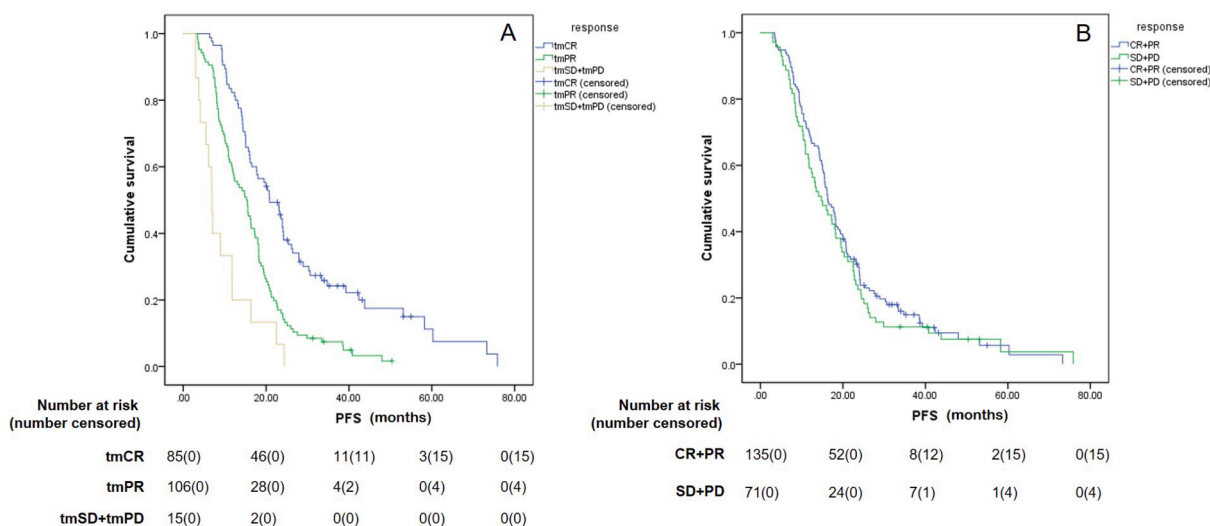 A
response
tmCR
tmPR
tmSD+tmPD
tmCR (censored)
tmPR (censored)
tmSD+tmPD (censored)
Cumulative survival
1.0
0.8
0.6
0.4
0.2
0.0
.00 20.00 40.00 60.00 80.00
PFS (months)
Number at risk
(number censored)
tmCR 85(0) 46(0) 11(11) 3(15) 0(15)
tmPR 106(0) 28(0) 4(2) 0(4) 0(4)
tmSD+tmPD 15(0) 2(0) 0(0) 0(0) 0(0)
B
response
CR+PR
SD+PD
CR+PR (censored)
SD+PD (censored)
Cumulative survival
1.0
0.8
0.6
0.4
0.2
0.0
.00 20.00 40.00 60.00 80.00
PFS (months)
Number at risk
(number censored)
CR+PR 135(0) 52(0) 8(12) 2(15) 0(15)
SD+PD 71(0) 24(0) 7(1) 1(4) 0(4)